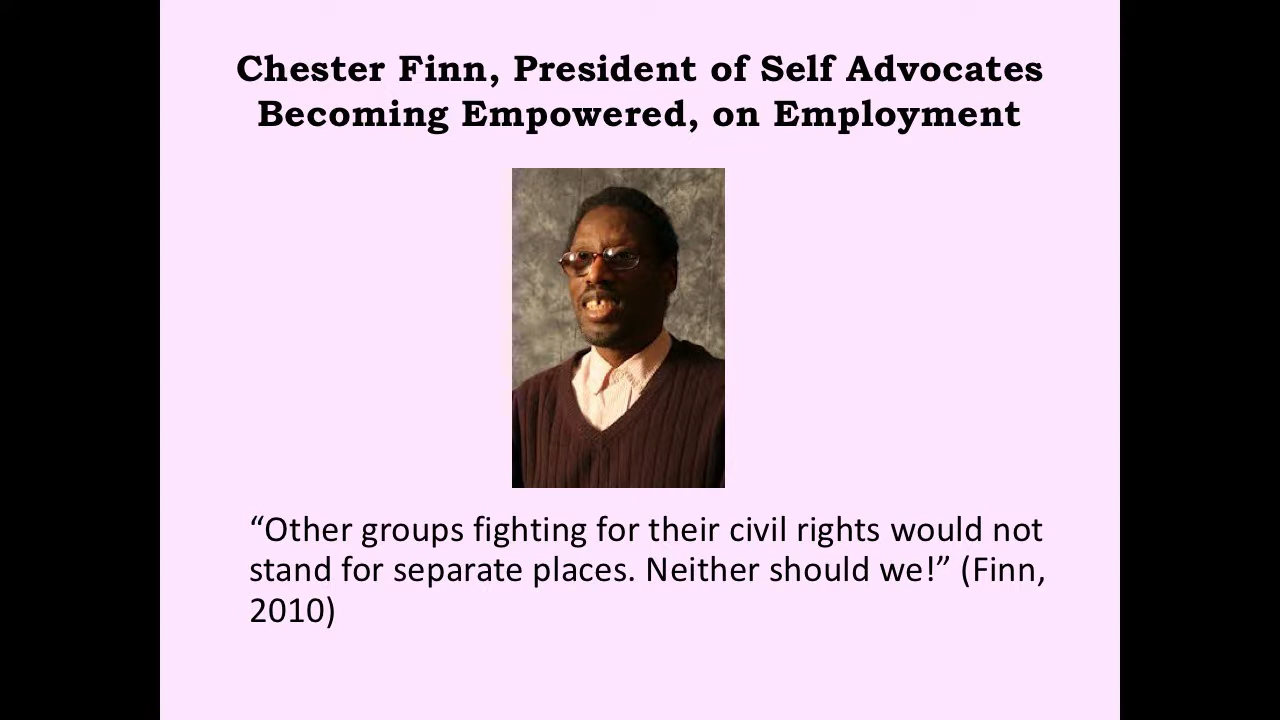 Chester Finn, President of Self Advocates
Becoming Empowered, on Employment
“Other groups fighting for their civil rights would not
stand for separate places. Neither should we!” (Finn,
2010)